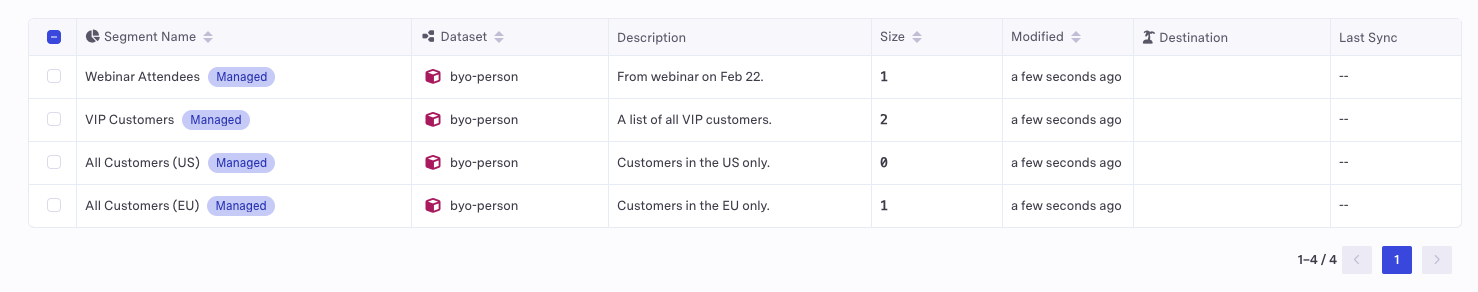 Segment Name Dataset Description Size Modified Destination Last Sync
Webinar Attendees Managed byo-person From webinar on Feb 22. 1 a few seconds ago --
VIP Customers Managed byo-person A list of all VIP customers. 2 a few seconds ago --
All Customers (US) Managed byo-person Customers in the US only. 0 a few seconds ago --
All Customers (EU) Managed byo-person Customers in the EU only. 1 a few seconds ago --
1–4 / 4 1